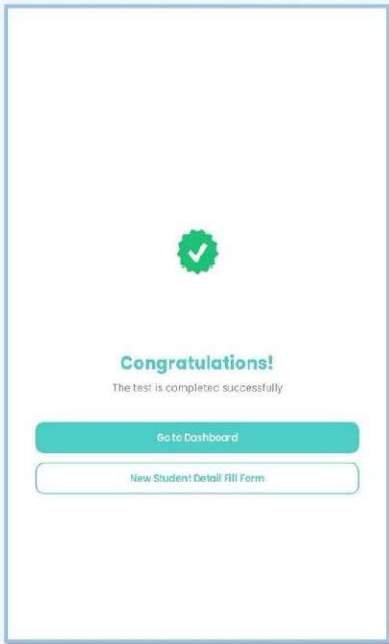 Congratulations!
The test is completed successfully
Go to Dashboard
New Student Detail Fill Form